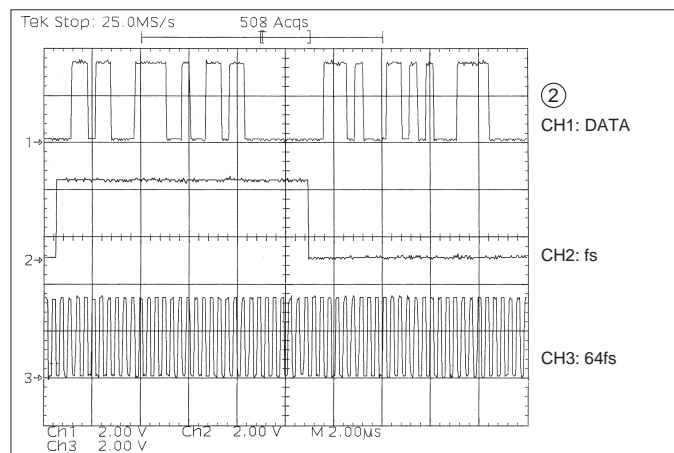 Tek Stop: 25.0MS/s 508 Acqs
②
CH1: DATA
1
CH2: fs
2
CH3: 64fs
3
Ch1 2.00 V Ch2 2.00 V M 2.00µs
Ch3 2.00 V